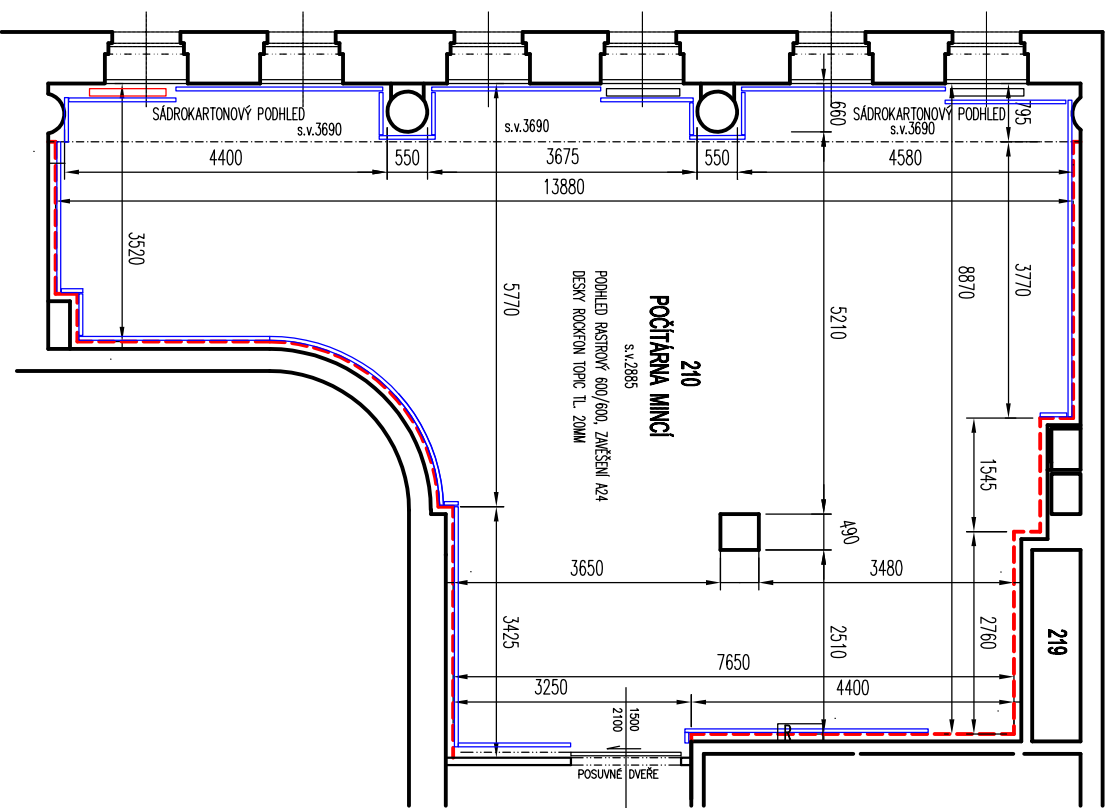 SÁDROKARTONOVÝ PODHLED
s.v.3690
s.v.3690
SÁDROKARTONOVÝ PODHLED
s.v.3690
660
795
4400
550
3675
550
4580
13880
3520
5770
5210
8870
3770
210
POČÍTÁRNA MINCÍ
s.v.2885
PODHLED RASTROVÝ 600/600, ZAVĚŠENÍ A24
DESKY ROCKFON TOPIC TL. 20MM
1545
490
3650
3480
3425
2510
2760
219
7650
3250
4400
1500
2100
R
POSUVNÉ DVEŘE